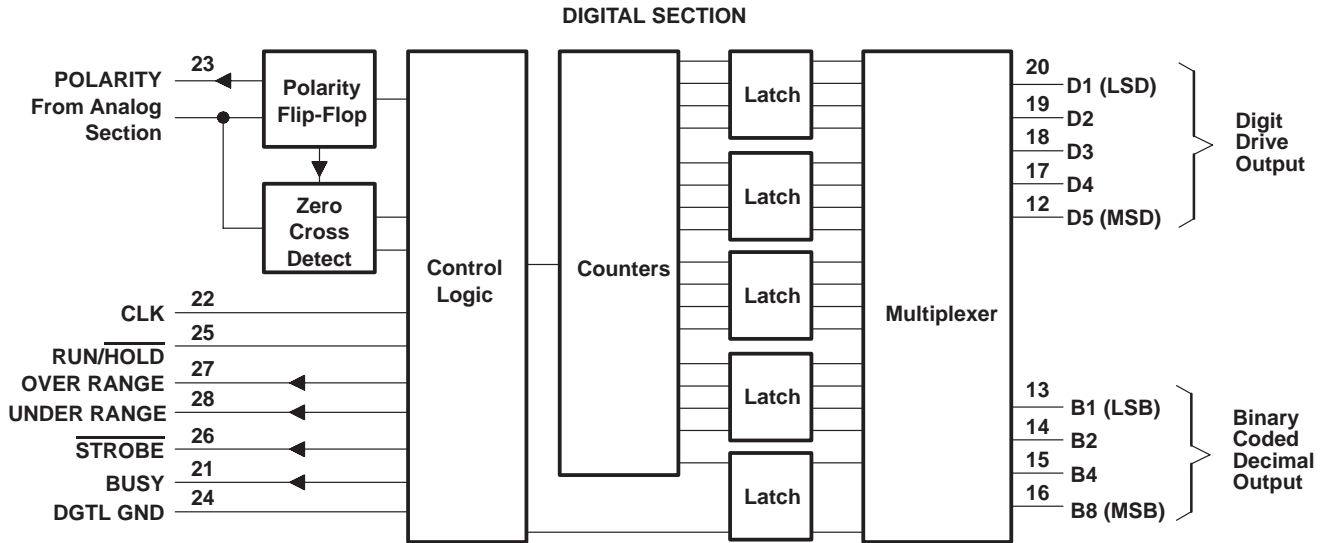 DIGITAL SECTION
23
POLARITY
From Analog
Section
Polarity
Flip-Flop
Zero
Cross
Detect
22
CLK
25
RUN/HOLD
27
OVER RANGE
28
UNDER RANGE
26
STROBE
21
BUSY
24
DGTL GND
Control
Logic
Counters
Latch
Latch
Latch
Latch
Latch
Multiplexer
20
D1 (LSD)
19
D2
18
D3
17
D4
12
D5 (MSD)
Digit
Drive
Output
13
B1 (LSB)
14
B2
15
B4
16
B8 (MSB)
Binary
Coded
Decimal
Output